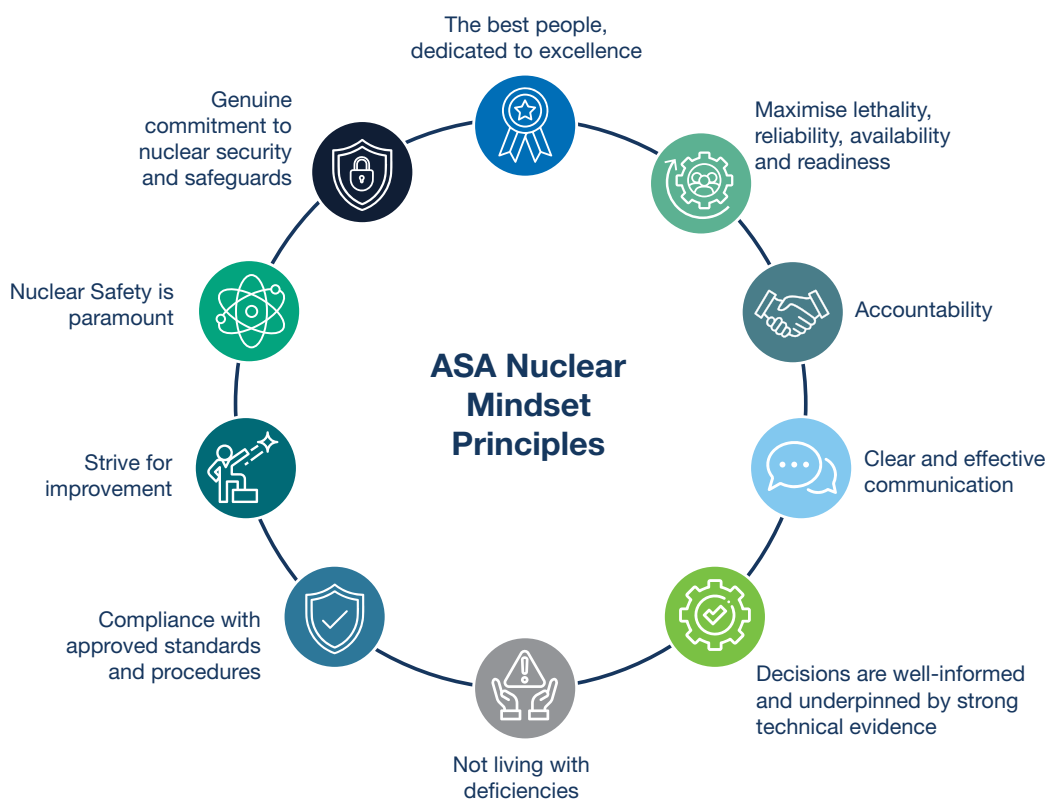 The best people,
dedicated to excellence
Maximise lethality,
reliability, availability
and readiness
Accountability
Clear and effective
communication
Decisions are well-informed
and underpinned by strong
technical evidence
Not living with
deficiencies
Compliance with
approved standards
and procedures
Strive for
improvement
Nuclear Safety is
paramount
Genuine
commitment to
nuclear security
and safeguards
ASA Nuclear
Mindset
Principles